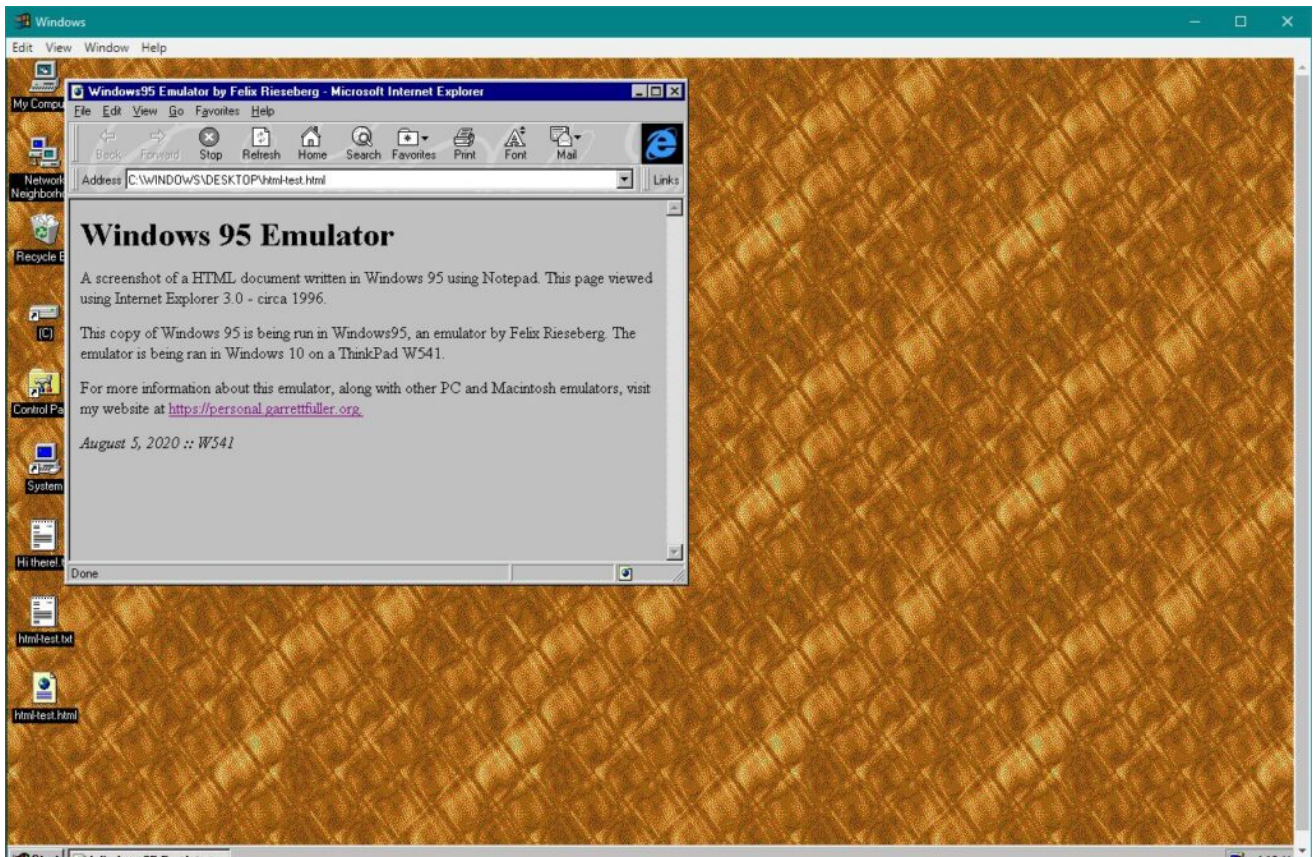 Windows
Edit View Window Help
My Compu
Network
Neighborho
Recycle B
(C)
Control Pa
System
Hi there!.t
html-test.txt
html-test.html
Windows95 Emulator by Felix Rieseberg - Microsoft Internet Explorer
File Edit View Go Favorites Help
Back Forward Stop Refresh Home Search Favorites Print Font Mail
Address C:\WINDOWS\DESKTOP\html-test.html Links
Windows 95 Emulator
A screenshot of a HTML document written in Windows 95 using Notepad. This page viewed
using Internet Explorer 3.0 - circa 1996.
This copy of Windows 95 is being run in Windows95, an emulator by Felix Rieseberg. The
emulator is being ran in Windows 10 on a ThinkPad W541.
For more information about this emulator, along with other PC and Macintosh emulators, visit
my website at https://personal.garrettfuller.org.
August 5, 2020 :: W541
Done